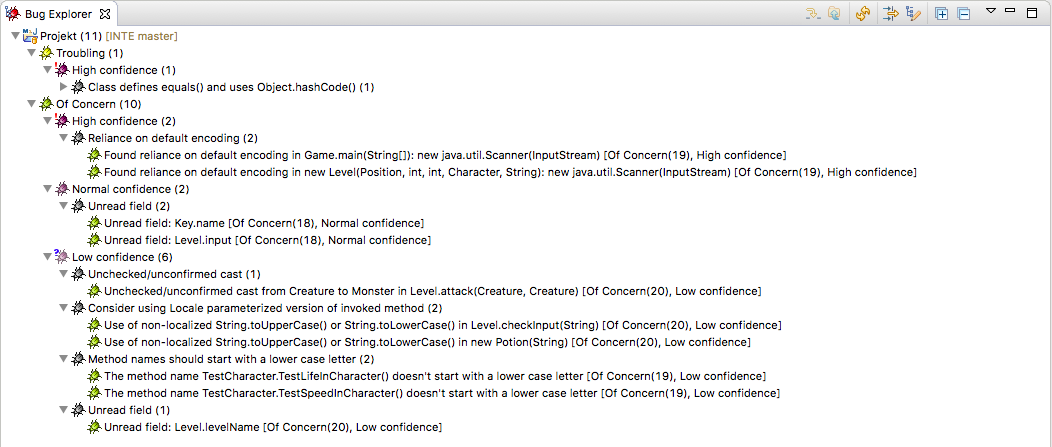 Bug Explorer
Projekt (11) [INTE master]
Troubling (1)
High confidence (1)
Class defines equals() and uses Object.hashCode() (1)
Of Concern (10)
High confidence (2)
Reliance on default encoding (2)
Found reliance on default encoding in Game.main(String[]): new java.util.Scanner(InputStream) [Of Concern(19), High confidence]
Found reliance on default encoding in new Level(Position, int, int, Character, String): new java.util.Scanner(InputStream) [Of Concern(19), High confidence]
Normal confidence (2)
Unread field (2)
Unread field: Key.name [Of Concern(18), Normal confidence]
Unread field: Level.input [Of Concern(18), Normal confidence]
Low confidence (6)
Unchecked/unconfirmed cast (1)
Unchecked/unconfirmed cast from Creature to Monster in Level.attack(Creature, Creature) [Of Concern(20), Low confidence]
Consider using Locale parameterized version of invoked method (2)
Use of non-localized String.toUpperCase() or String.toLowerCase() in Level.checkInput(String) [Of Concern(20), Low confidence]
Use of non-localized String.toUpperCase() or String.toLowerCase() in new Potion(String) [Of Concern(20), Low confidence]
Method names should start with a lower case letter (2)
The method name TestCharacter.TestLifeInCharacter() doesn't start with a lower case letter [Of Concern(19), Low confidence]
The method name TestCharacter.TestSpeedInCharacter() doesn't start with a lower case letter [Of Concern(19), Low confidence]
Unread field (1)
Unread field: Level.levelName [Of Concern(20), Low confidence]